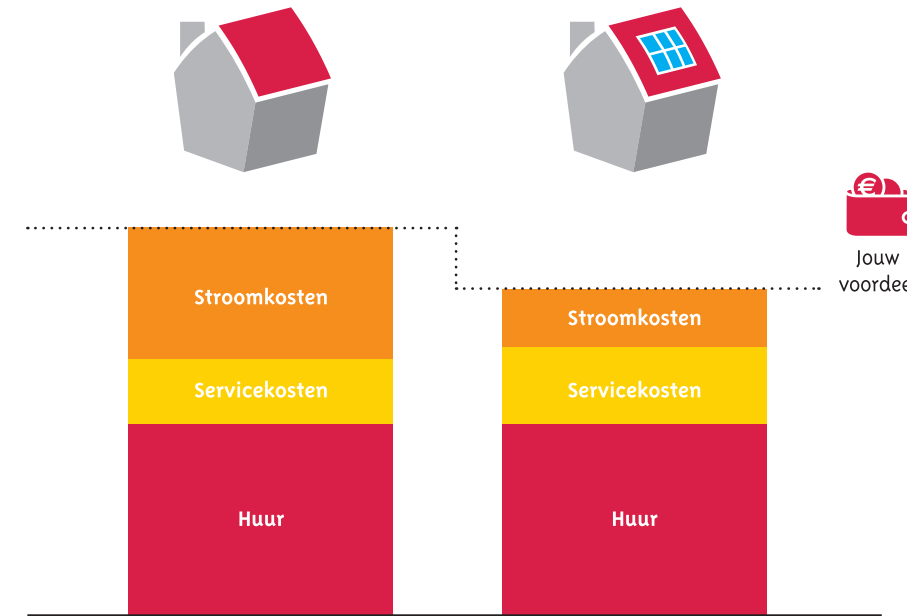 €
Jouw
Stroomkosten
Stroomkosten
Servicekosten
Servicekosten
Huur
Huur